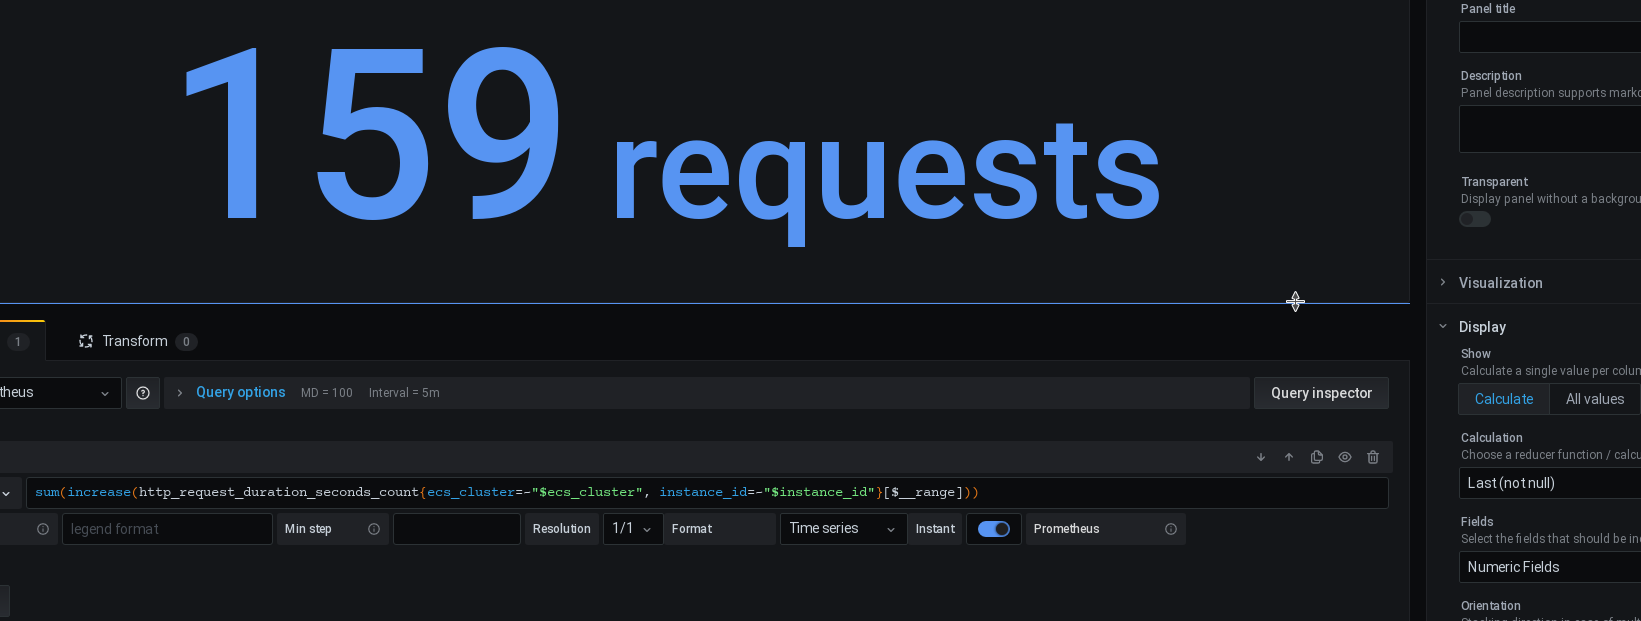 159 requests
Panel title
Description
Panel description supports marko
Transparent
Display panel without a backgrou
Visualization
Display
Show
Calculate a single value per colum
Calculate All values
Calculation
Choose a reducer function / calcu
Last (not null)
Fields
Select the fields that should be in
Numeric Fields
Orientation
1 Transform 0
theus Query options MD = 100 Interval = 5m Query inspector
sum(increase(http_request_duration_seconds_count{ecs_cluster=~"$ecs_cluster", instance_id=~"$instance_id"}[$__range]))
legend format Min step Resolution 1/1 Format Time series Instant Prometheus